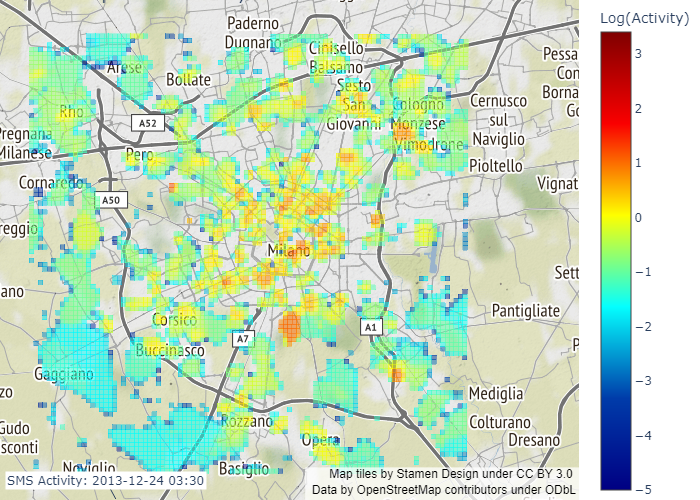 Log(Activity)
Paderno
Dugnano
Cinisello
Balsamo
Pessa
Con
Borna
Go
Arese
Bollate
Sesto
San
Giovanni
Cologno
Monzese
Vimodrone
Cernusco
sul
Naviglio
Rho
A52
Pregnana
Milanese
Pero
Pioltello
Cornaredo
A50
Vignat
reggio
Milano
Sett
ano
Pantigliate
Corsico
A7
A1
Buccinasco
P
Gaggiano
zo
Mediglia
Rozzano
Colturano
Dresano
Gudo
sconti
Opera
Noviglio
Basiglio
SMS Activity: 2013-12-24 03:30
Map tiles by Stamen Design under CC BY 3.0
Data by OpenStreetMap contributors under ODbL
3
2
1
0
−1
−2
−3
−4
−5